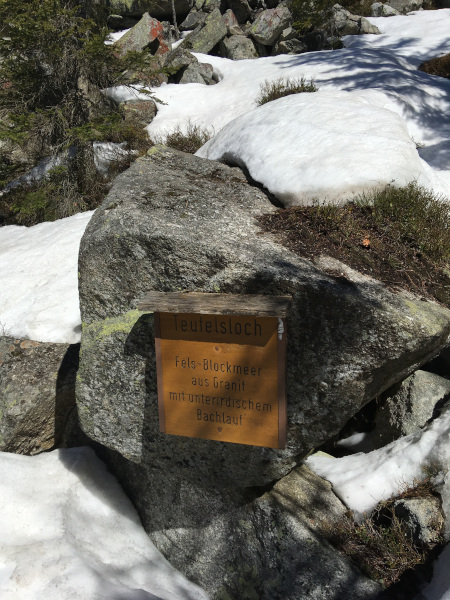 Teufelsloch
Fels-Blockmeer
aus Granit
mit unterirdischem
Bachlauf